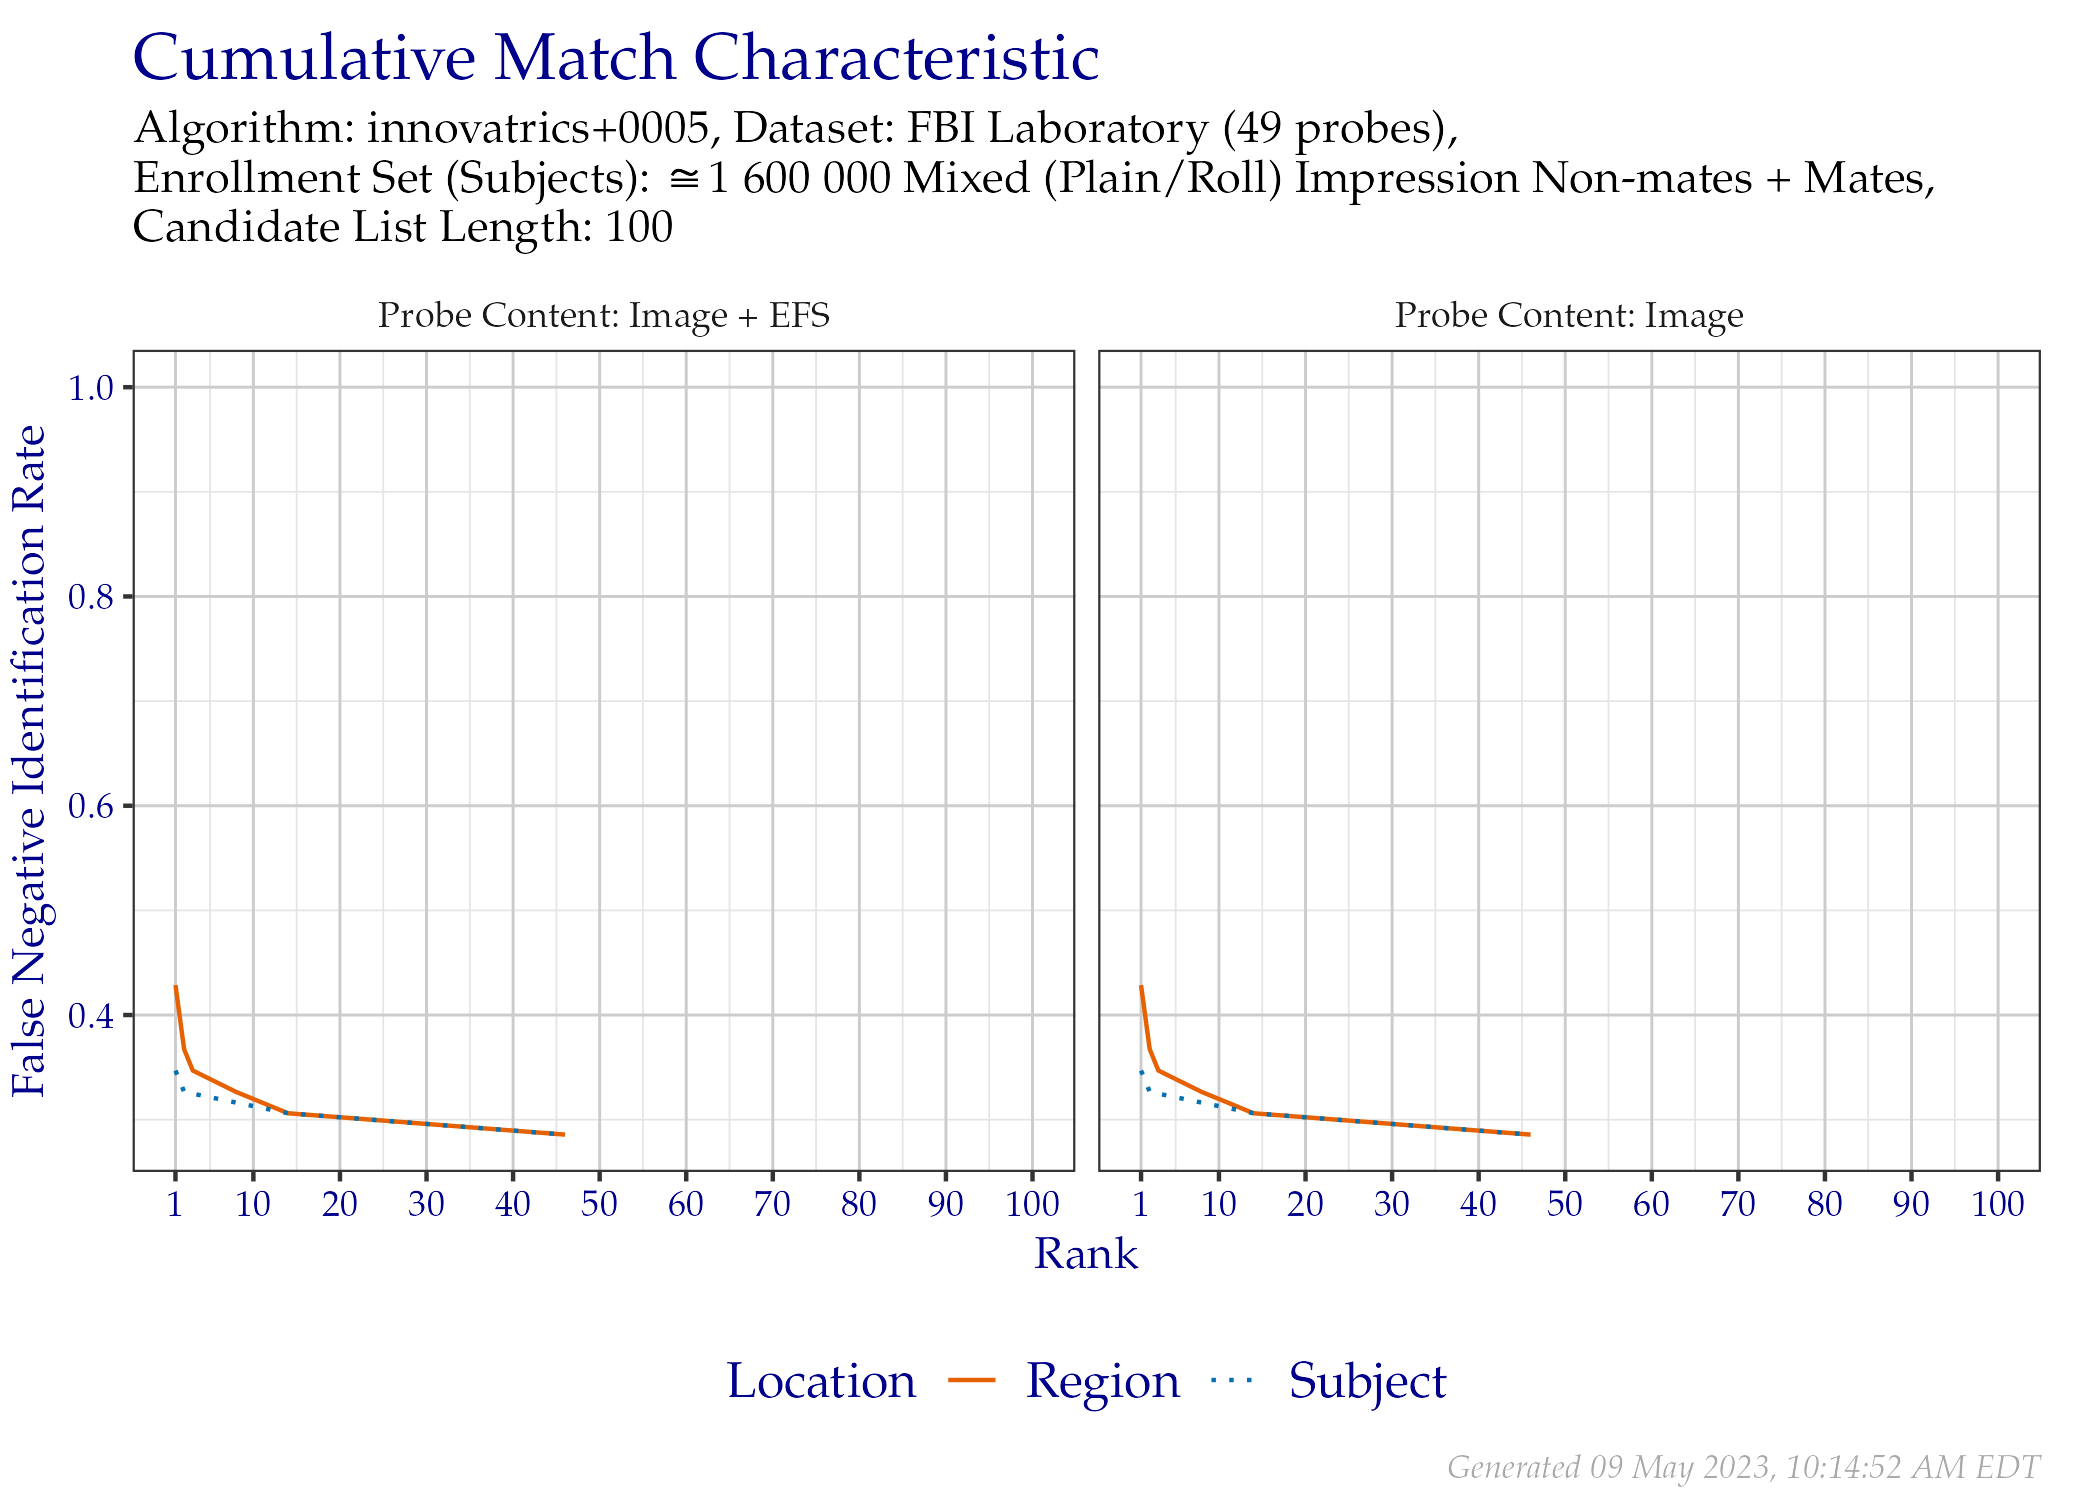 Cumulative Match Characteristic
Algorithm: innovatrics+0005, Dataset: FBI Laboratory (49 probes),
Enrollment Set (Subjects): ≅1 600 000 Mixed (Plain/Roll) Impression Non-mates + Mates,
Candidate List Length: 100
Probe Content: Image + EFS
Probe Content: Image
False Negative Identification Rate
1.0
0.8
0.6
0.4
1 10 20 30 40 50 60 70 80 90 100
1 10 20 30 40 50 60 70 80 90 100
Rank
Location Region Subject
Generated 09 May 2023, 10:14:52 AM EDT